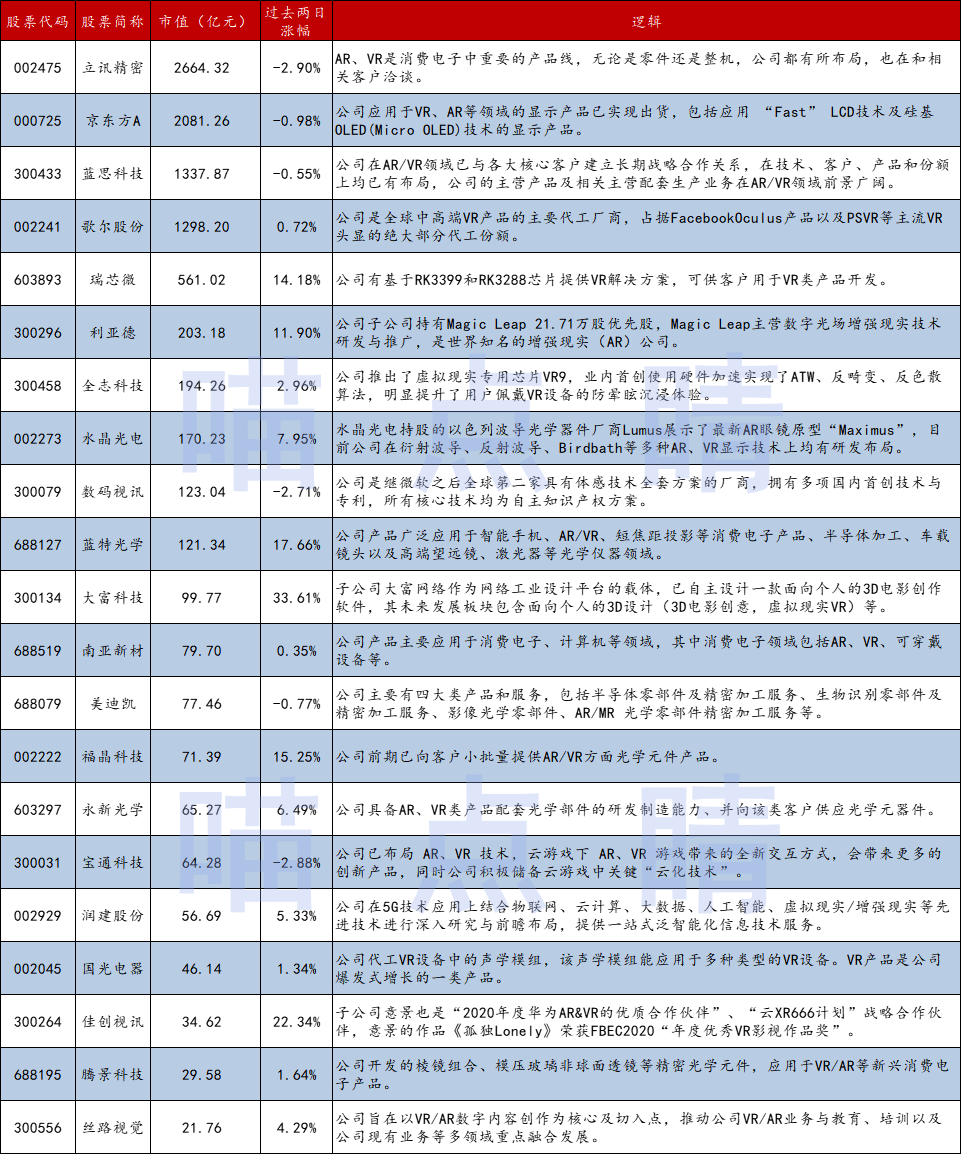 股票代码 股票简称 市值（亿元） 过去两日涨幅 逻辑
002475 立讯精密 2664.32 -2.90% AR、VR是消费电子中重要的产品线，无论是零件还是整机，公司都有所布局，也在和相
关客户洽谈。
000725 京东方A 2081.26 -0.98% 公司应用于VR、AR等领域的显示产品已实现出货，包括应用 “Fast” LCD技术及硅基
OLED(Micro OLED)技术的显示产品。
300433 蓝思科技 1337.87 -0.55% 公司在AR/VR领域已与各大核心客户建立长期战略合作关系，在技术、客户、产品和份额
上均已有布局，公司的主营产品及相关主营配套生产业务在AR/VR领域前景广阔。
002241 歌尔股份 1298.20 0.72% 公司是全球中高端VR产品的主要代工厂商，占据FacebookOculus产品以及PSVR等主流VR
头显的绝大部分代工份额。
603893 瑞芯微 561.02 14.18% 公司有基于RK3399和RK3288芯片提供VR解决方案，可供客户用于VR类产品开发。
300296 利亚德 203.18 11.90% 公司子公司持有Magic Leap 21.71万股优先股，Magic Leap主营数字光场增强现实技术
研发与推广，是世界知名的增强现实（AR）公司。
300458 全志科技 194.26 2.96% 公司推出了虚拟现实专用芯片VR9，业内首创使用硬件加速实现了ATW、反畸变、反色散
算法，明显提升了用户佩戴VR设备的防晕眩沉浸体验。
002273 水晶光电 170.23 7.95% 水晶光电持股的以色列波导光学器件厂商Lumus展示了最新AR眼镜原型“Maximus”，目
前公司在衍射波导、反射波导、Birdbath等多种AR、VR显示技术上均有研发布局。
300079 数码视讯 123.04 -2.71% 公司是继微软之后全球第二家具有体感技术全套方案的厂商，拥有多项国内首创技术与
专利，所有核心技术均为自主知识产权方案。
688127 蓝特光学 121.34 17.66% 公司产品广泛应用于智能手机、AR/VR、短焦距投影等消费电子产品、半导体加工、车载
镜头以及高端望远镜、激光器等光学仪器领域。
300134 大富科技 99.77 33.61% 子公司大富网络作为网络工业设计平台的载体，已自主设计一款面向个人的3D电影创作
软件，其未来发展板块包含面向个人的3D设计（3D电影创意，虚拟现实VR）等。
688519 南亚新材 79.70 0.35% 公司产品主要应用于消费电子、计算机等领域，其中消费电子领域包括AR、VR、可穿戴
设备等。
688079 美迪凯 77.46 -0.77% 公司主要有四大类产品和服务，包括半导体零部件及精密加工服务、生物识别零部件及
精密加工服务、影像光学零部件、AR/MR 光学零部件精密加工服务等。
002222 福晶科技 71.39 15.25% 公司前期已向客户小批量提供AR/VR方面光学元件产品。
603297 永新光学 65.27 6.49% 公司具备AR、VR类产品配套光学部件的研发制造能力、并向该类客户供应光学元器件。
300031 宝通科技 64.28 -2.88% 公司已布局 AR、VR 技术，云游戏下 AR、VR 游戏带来的全新交互方式，会带来更多的
创新产品，同时公司积极储备云游戏中关键“云化技术”。
002929 润建股份 56.69 5.33% 公司在5G技术应用上结合物联网、云计算、大数据、人工智能、虚拟现实/增强现实等先
进技术进行深入研究与前瞻布局，提供一站式泛智能化信息技术服务。
002045 国光电器 46.14 1.34% 公司代工VR设备中的声学模组，该声学模组能应用于多种类型的VR设备。VR产品是公司
爆发式增长的一类产品。
300264 佳创视讯 34.62 22.34% 子公司意景也是“2020年度华为AR&VR的优质合作伙伴”、“云XR666计划”战略合作伙
伴，意景的作品《孤独Lonely》荣获FBEC2020“年度优秀VR影视作品奖”。
688195 腾景科技 29.58 1.64% 公司开发的棱镜组合、模压玻璃非球面透镜等精密光学元件，应用于VR/AR等新兴消费电
子产品。
300556 丝路视觉 21.76 4.29% 公司旨在以VR/AR数字内容创作为核心及切入点，推动公司VR/AR业务与教育、培训以及
公司现有业务等多领域重点融合发展。
喵点睛
喵点睛